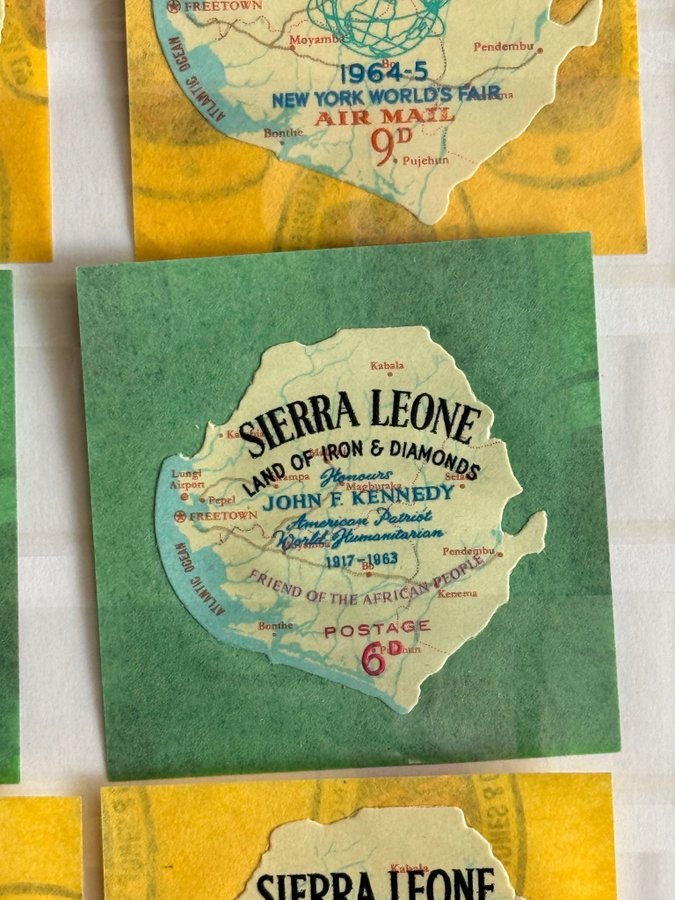 FREETOWN
Moyamba
Bo
Pendembu
ATLANTIC OCEAN
1964-5
NEW YORK WORLD'S FAIR
AIR MAIL
9D
Bonthe
Pujehun
Kabala
SIERRA LEONE
LAND OF IRON & DIAMONDS
Honours
Magburaka
Lungi
Airport
Pepel
JOHN F. KENNEDY
FREETOWN
American Patriot
World Humanitarian
1917-1963
Pendembu
Bo
ATLANTIC OCEAN
FRIEND OF THE AFRICAN PEOPLE
Kenema
Bonthe
POSTAGE
6D
Kabala
SIERRA LEONE